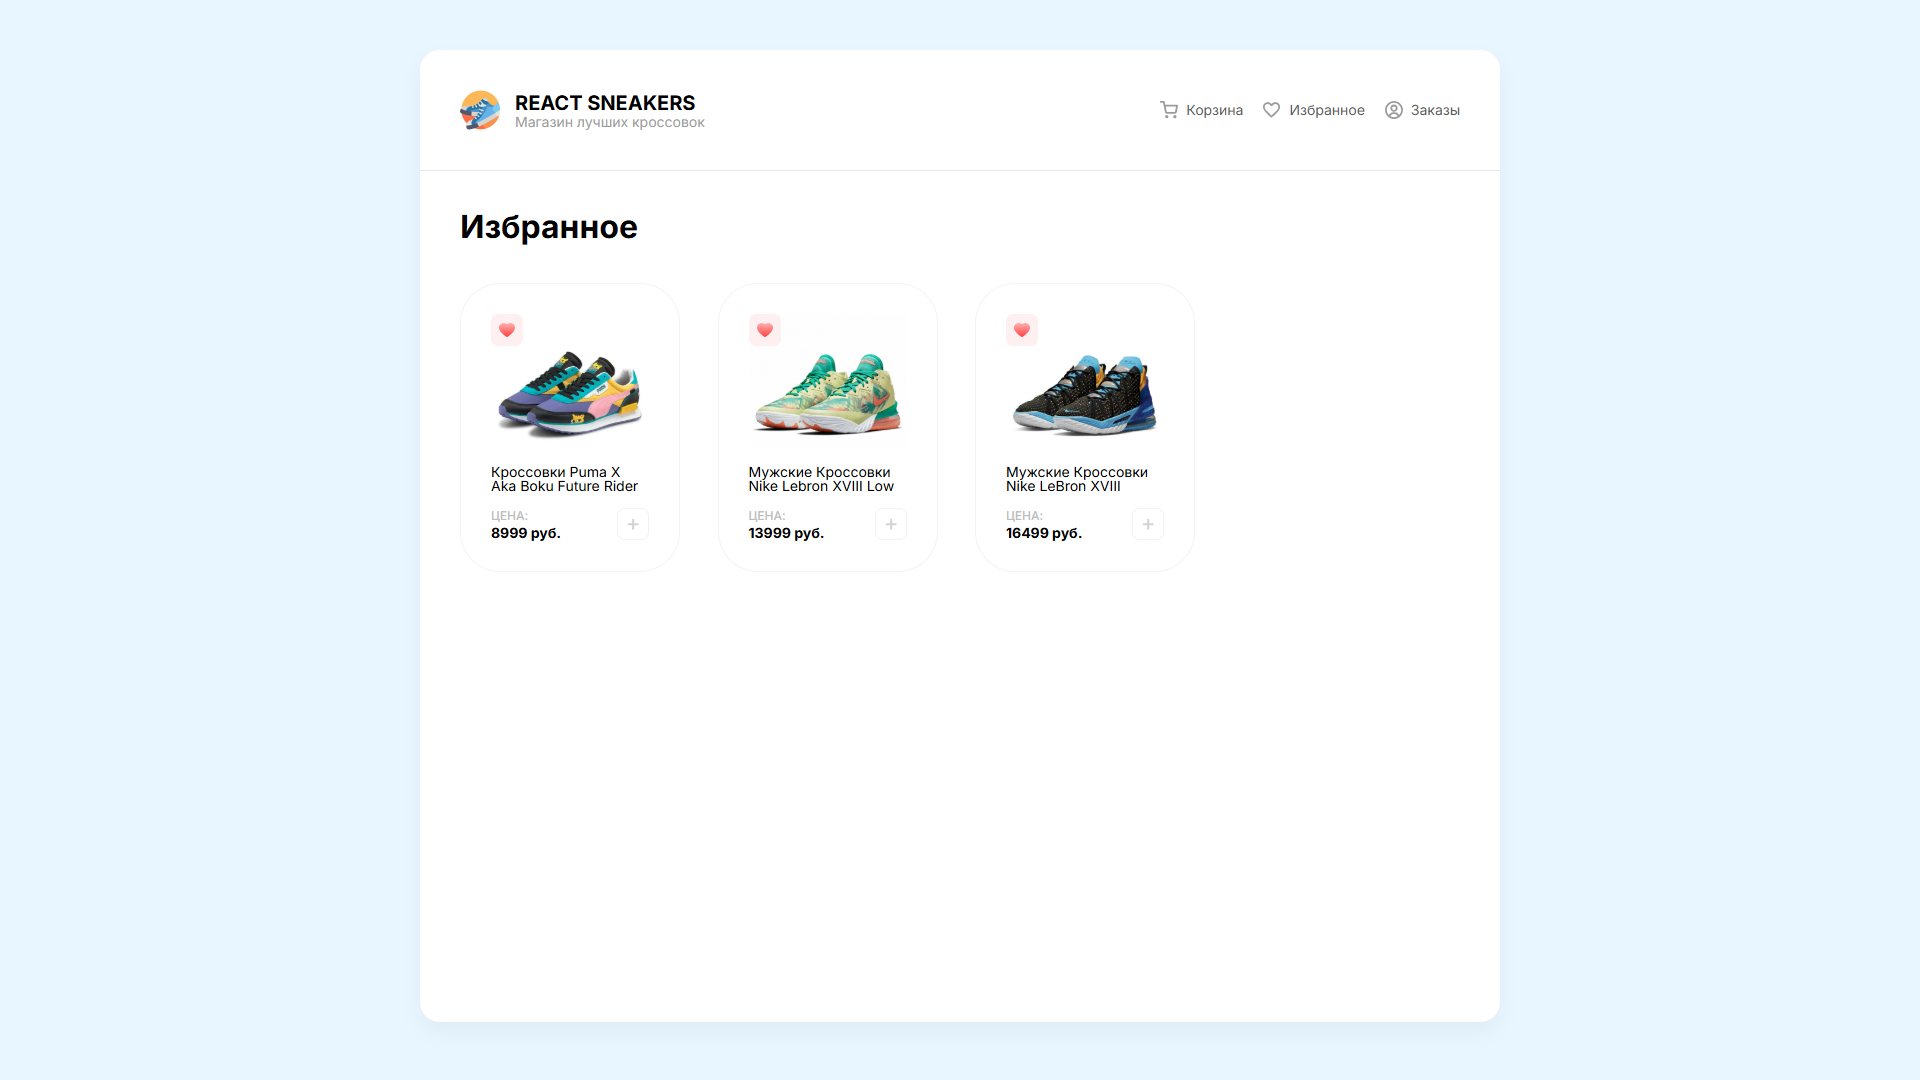 REACT SNEAKERS
Магазин лучших кроссовок
Корзина
Избранное
Заказы
Избранное
Кроссовки Puma X
Aka Boku Future Rider
ЦЕНА:
8999 руб.
Мужские Кроссовки
Nike Lebron XVIII Low
ЦЕНА:
13999 руб.
Мужские Кроссовки
Nike LeBron XVIII
ЦЕНА:
16499 руб.